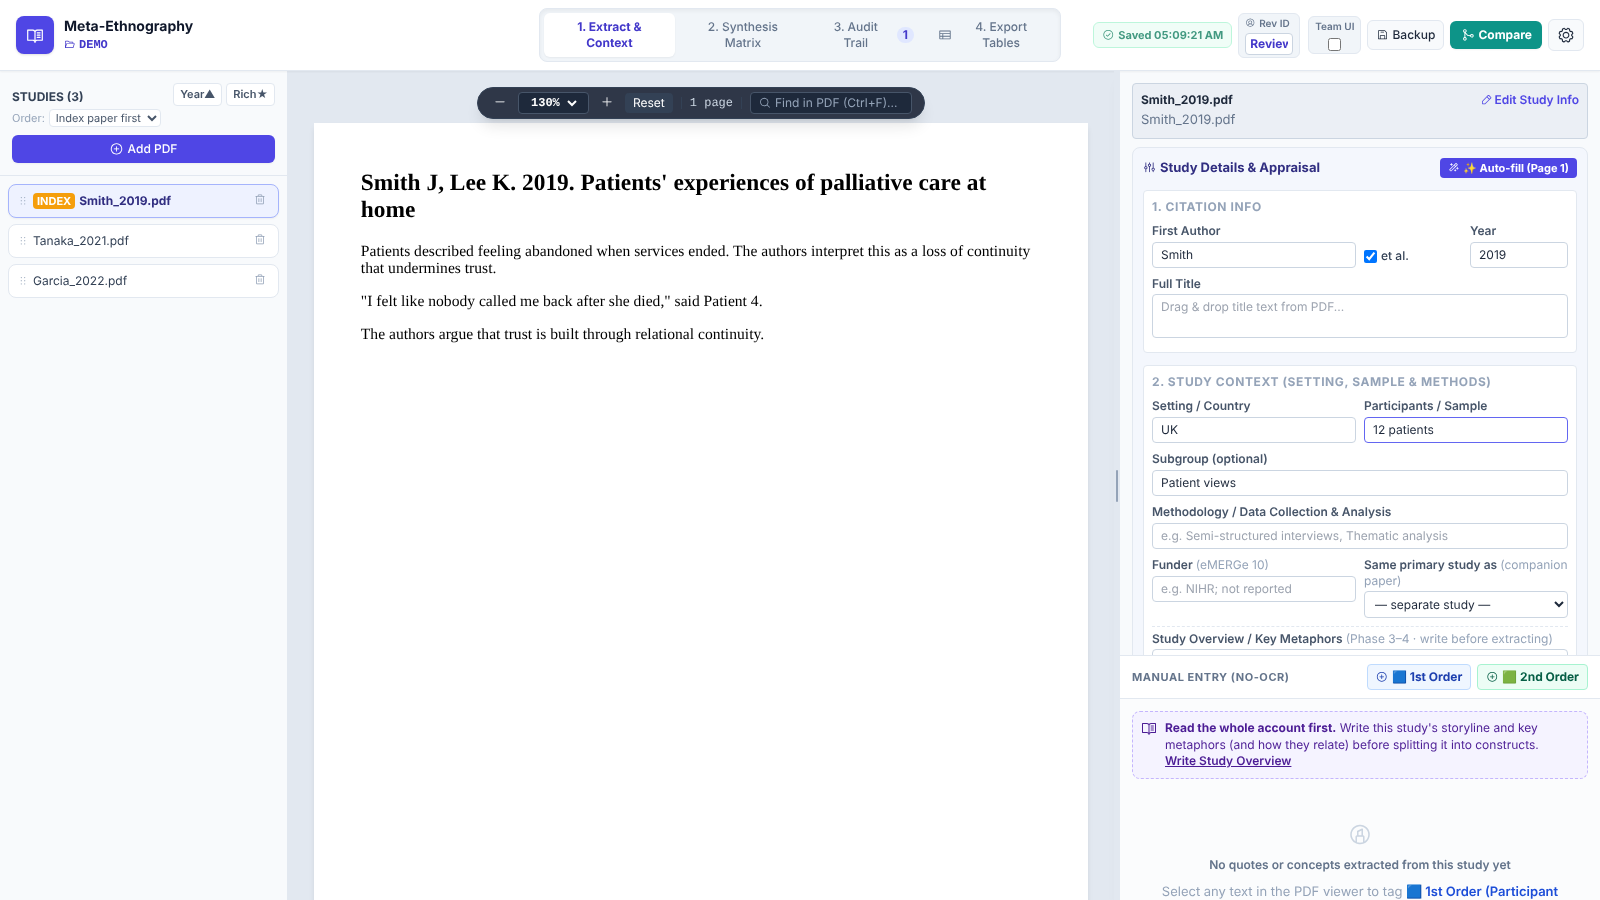 Meta-Ethnography
DEMO
1. Extract &
Context
2. Synthesis
Matrix
3. Audit
Trail
1
4. Export
Tables
Saved 05:09:21 AM
Rev ID
Review
Team UI
Backup
Compare
STUDIES (3)
Year▲
Rich★
Order: Index paper first
Add PDF
INDEX Smith_2019.pdf
Tanaka_2021.pdf
Garcia_2022.pdf
130%
Reset
1 page
Find in PDF (Ctrl+F)...
Smith J, Lee K. 2019. Patients' experiences of palliative care at
home
Patients described feeling abandoned when services ended. The authors interpret this as a loss of continuity
that undermines trust.
"I felt like nobody called me back after she died," said Patient 4.
The authors argue that trust is built through relational continuity.
Smith_2019.pdf
Edit Study Info
Smith_2019.pdf
Study Details & Appraisal
✨ Auto-fill (Page 1)
1. CITATION INFO
First Author
Year
Smith
et al.
2019
Full Title
Drag & drop title text from PDF...
2. STUDY CONTEXT (SETTING, SAMPLE & METHODS)
Setting / Country
Participants / Sample
UK
12 patients
Subgroup (optional)
Patient views
Methodology / Data Collection & Analysis
e.g. Semi-structured interviews, Thematic analysis
Funder (eMERGe 10)
Same primary study as (companion
paper)
e.g. NIHR; not reported
— separate study —
Study Overview / Key Metaphors (Phase 3–4 · write before extracting)
MANUAL ENTRY (NO-OCR)
🟦 1st Order
🟩 2nd Order
Read the whole account first. Write this study's storyline and key
metaphors (and how they relate) before splitting it into constructs.
Write Study Overview
No quotes or concepts extracted from this study yet
Select any text in the PDF viewer to tag 🟦 1st Order (Participant